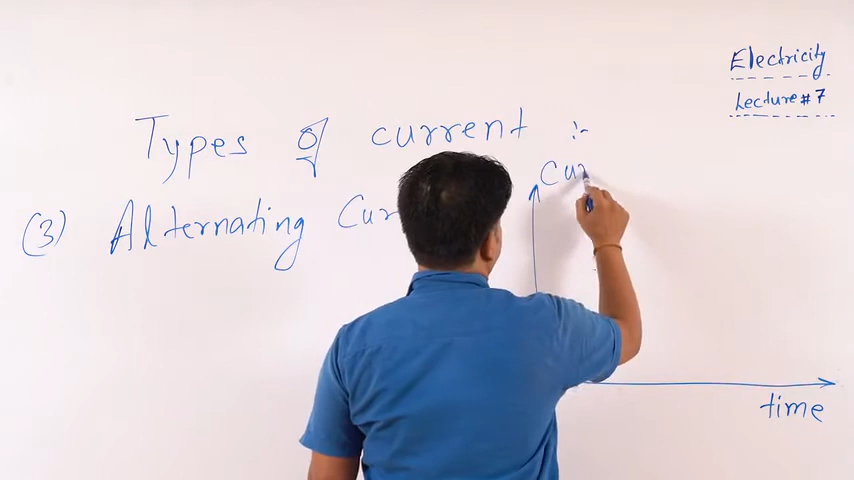 Electricity
Lecture #7
Types of current :-
(3) Alternating Cur
Cur
time